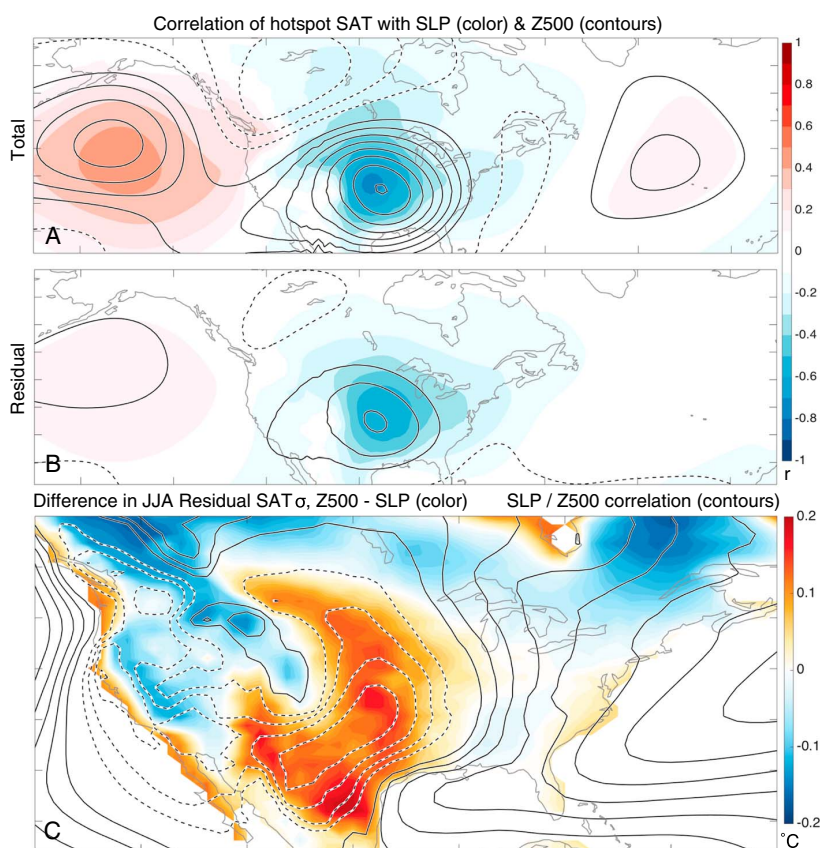 Correlation of hotspot SAT with SLP (color) & Z500 (contours)
Total
A
Residual
B
1
0.8
0.6
0.4
0.2
0
-0.2
-0.4
-0.6
-0.8
-1
r
Difference in JJA Residual SAT σ, Z500 - SLP (color) SLP / Z500 correlation (contours)
C
0.2
0.1
0
-0.1
-0.2
°C